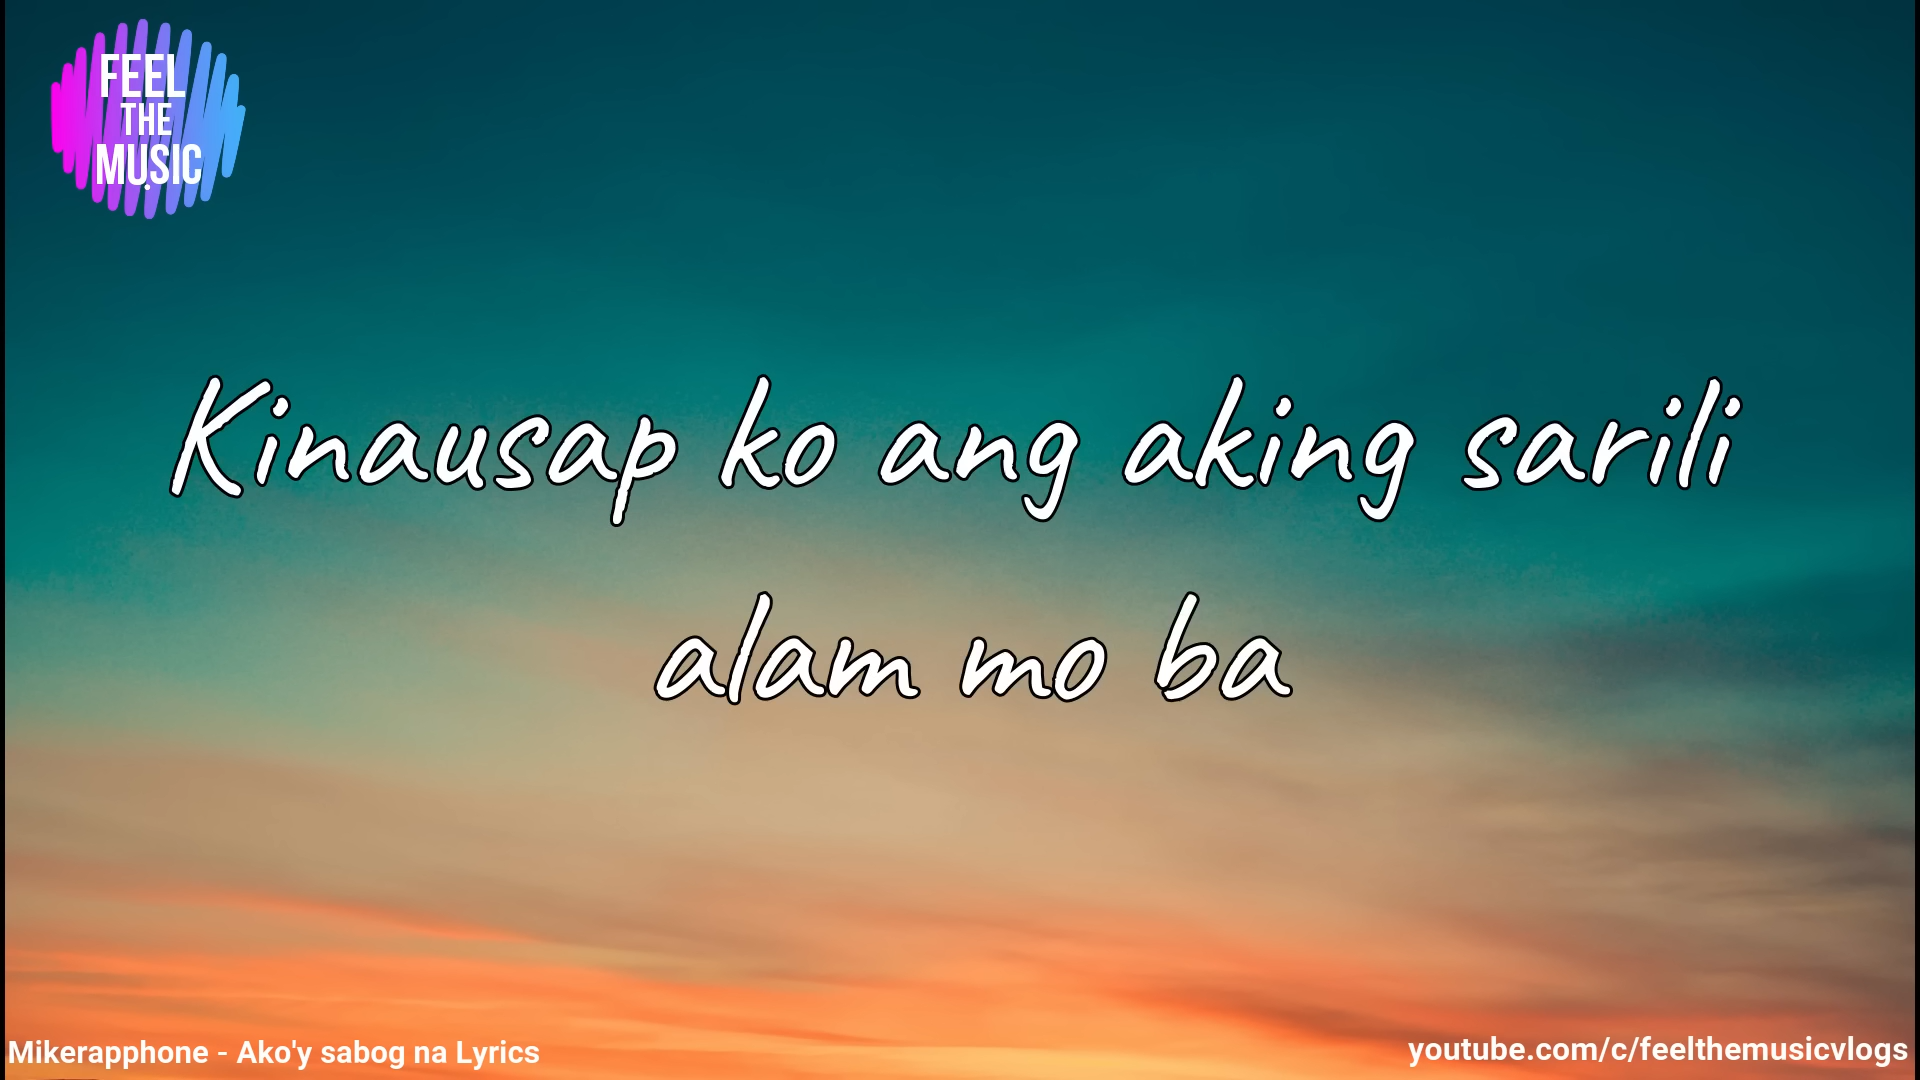 FEEL
THE
MUSIC
Kinausap ko ang aking sarili
alam mo ba
Mikerapphone - Ako'y sabog na Lyrics
youtube.com/c/feelthemusicvlogs